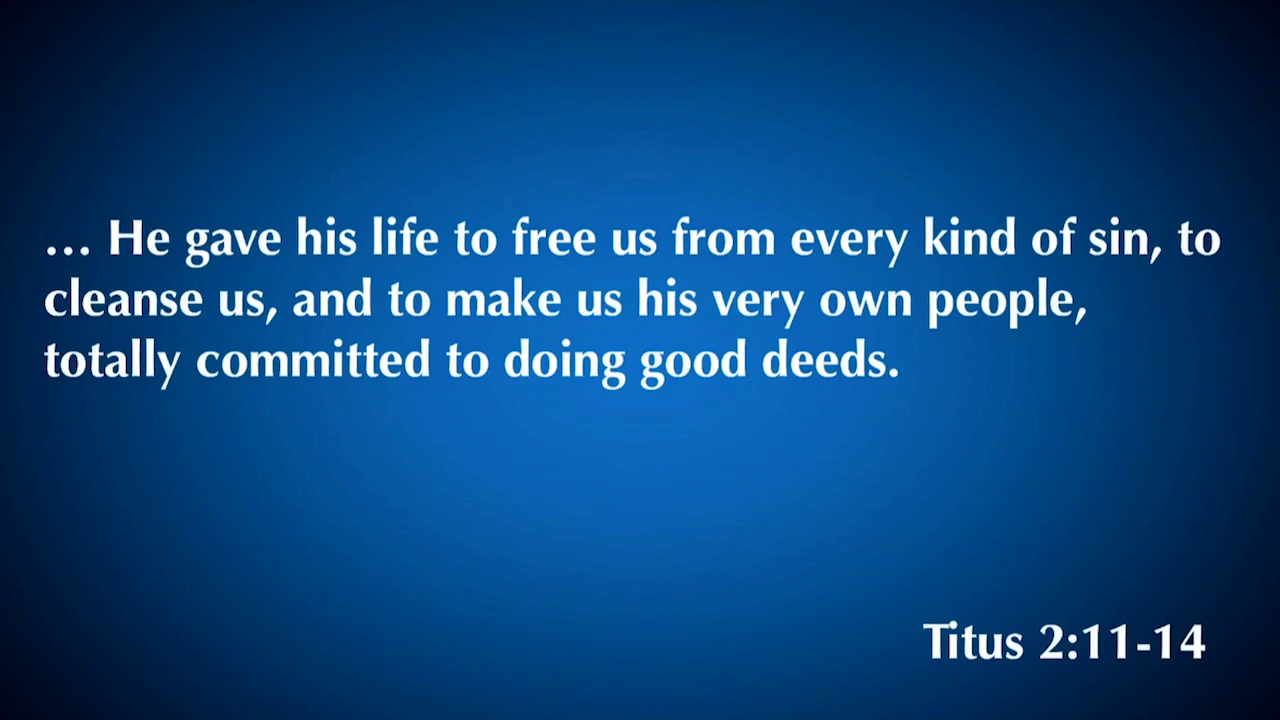 ... He gave his life to free us from every kind of sin, to
cleanse us, and to make us his very own people,
totally committed to doing good deeds.
Titus 2:11-14